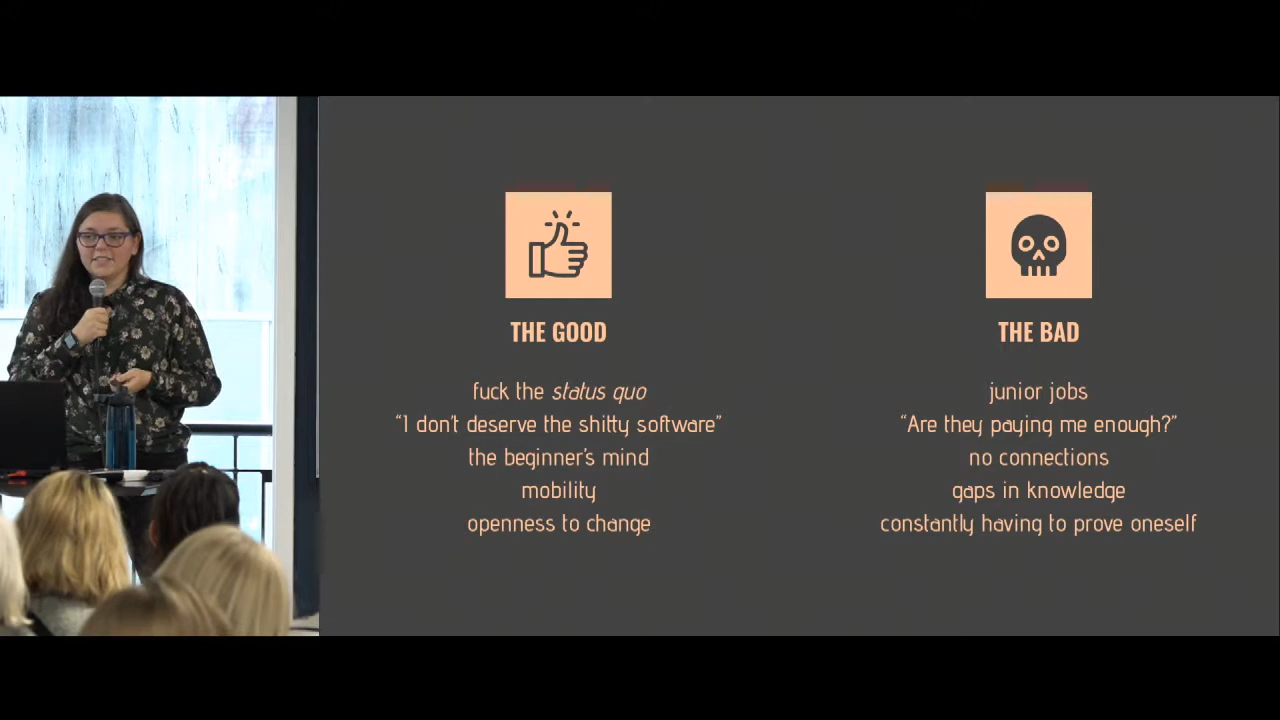 THE GOOD
fuck the status quo
“I don't deserve the shitty software”
the beginner's mind
mobility
openness to change
THE BAD
junior jobs
“Are they paying me enough?”
no connections
gaps in knowledge
constantly having to prove oneself